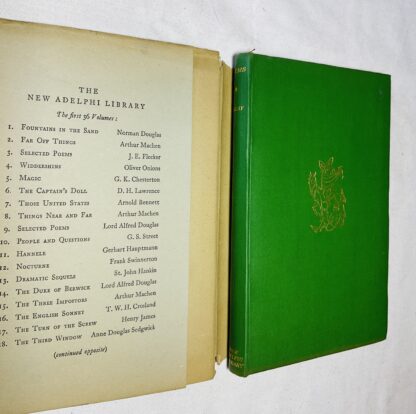 THE
NEW ADELPHI LIBRARY
The first 36 Volumes:
1. FOUNTAINS IN THE SAND Norman Douglas
2. FAR OFF THINGS Arthur Machen
3. SELECTED POEMS J. E. Flecker
4. WIDDERSHINS Oliver Onions
5. MAGIC G. K. Chesterton
6. THE CAPTAIN'S DOLL D. H. Lawrence
7. THOSE UNITED STATES Arnold Bennett
8. THINGS NEAR AND FAR Arthur Machen
9. SELECTED POEMS Lord Alfred Douglas
10. PEOPLE AND QUESTIONS G. S. Street
11. HANNELE Gerhart Hauptmann
12. NOCTURNE Frank Swinnerton
13. DRAMATIC SEQUELS St. John Hankin
14. THE DUKE OF BERWICK Lord Alfred Douglas
15. THE THREE IMPOSTORS Arthur Machen
16. THE ENGLISH SONNET T. W. H. Crosland
17. THE TURN OF THE SCREW Henry James
18. THE THIRD WINDOW Anne Douglas Sedgwick
(continued opposite)